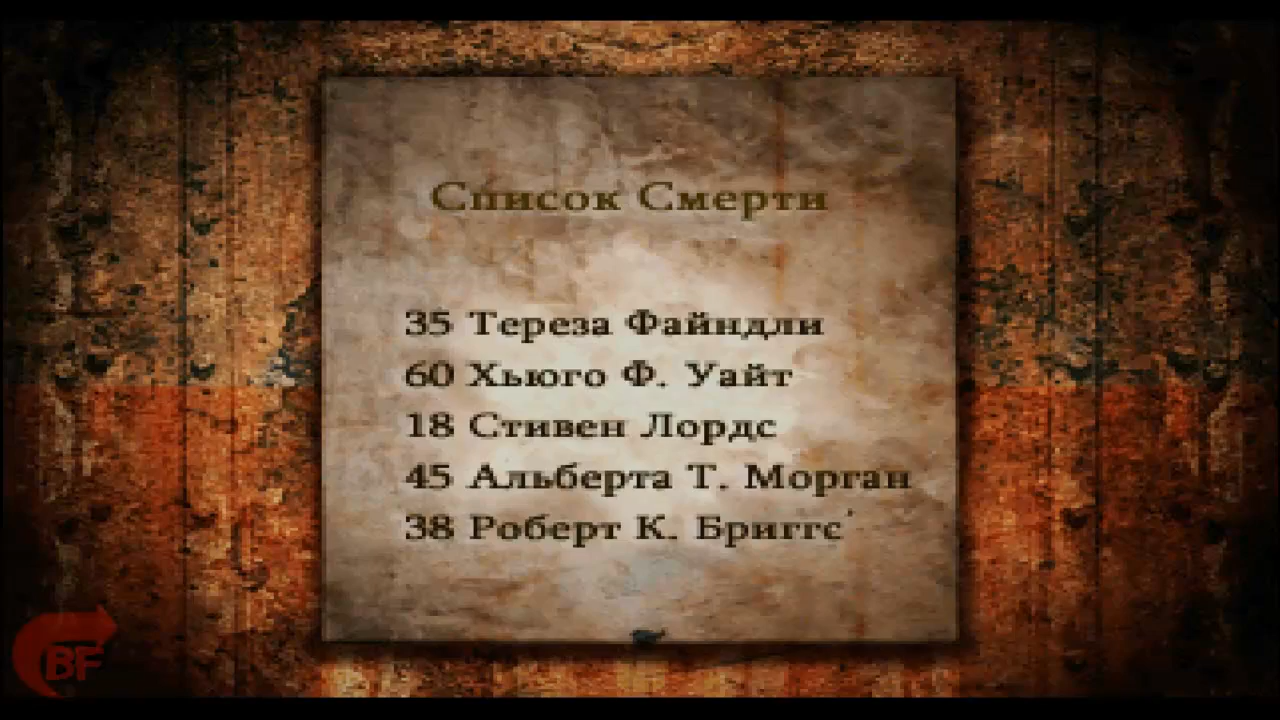 Список Смерти
35 Тереза Файндли
60 Хьюго Ф. Уайт
18 Стивен Лордс
45 Альберта Т. Морган
38 Роберт К. Бриггс
BF